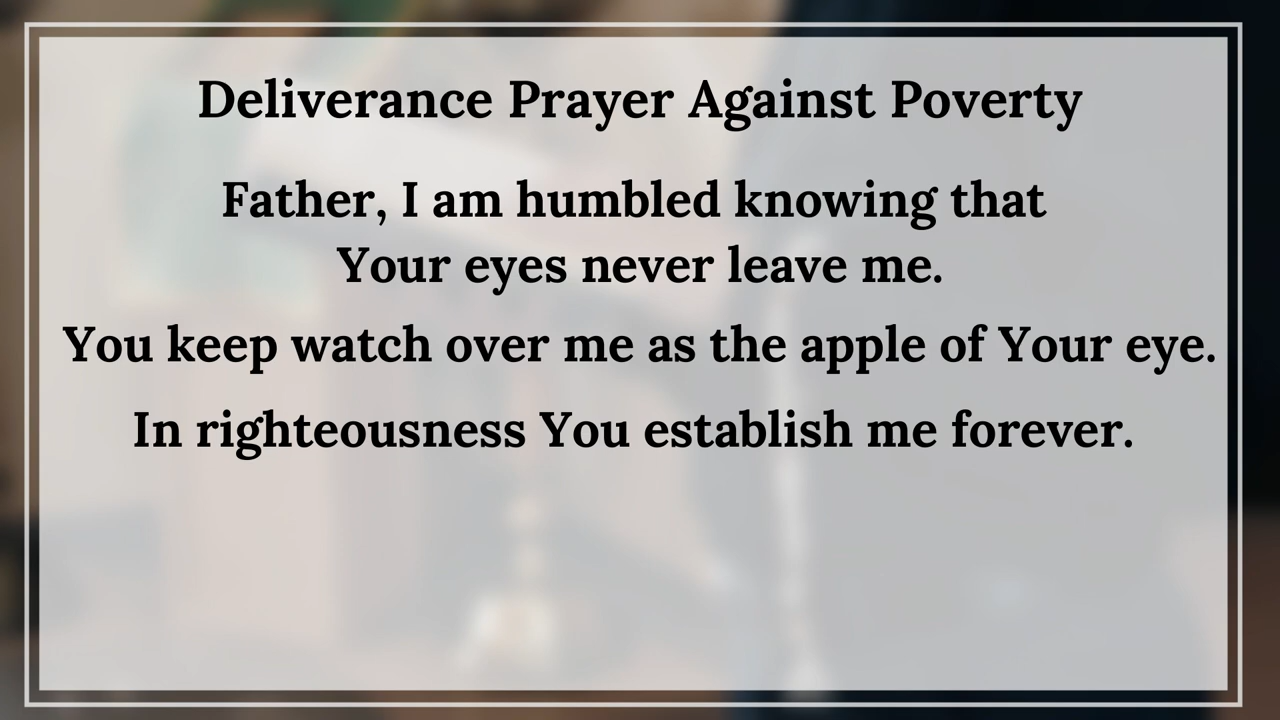 Deliverance Prayer Against Poverty
Father, I am humbled knowing that
Your eyes never leave me.
You keep watch over me as the apple of Your eye.
In righteousness You establish me forever.